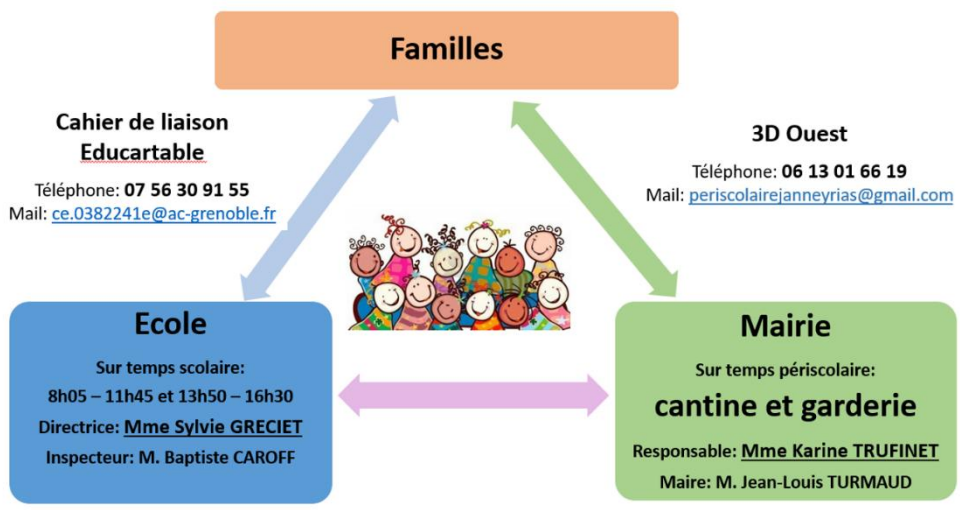 Familles
Cahier de liaison
Educartable
Téléphone: 07 56 30 91 55
Mail: ce.0382241e@ac-grenoble.fr
3D Ouest
Téléphone: 06 13 01 66 19
Mail: periscolairejanneyrias@gmail.com
Ecole
Sur temps scolaire:
8h05 – 11h45 et 13h50 – 16h30
Directrice: Mme Sylvie GRECIET
Inspecteur: M. Baptiste CAROFF
Mairie
Sur temps périscolaire:
cantine et garderie
Responsable: Mme Karine TRUFINET
Maire: M. Jean-Louis TURMAUD